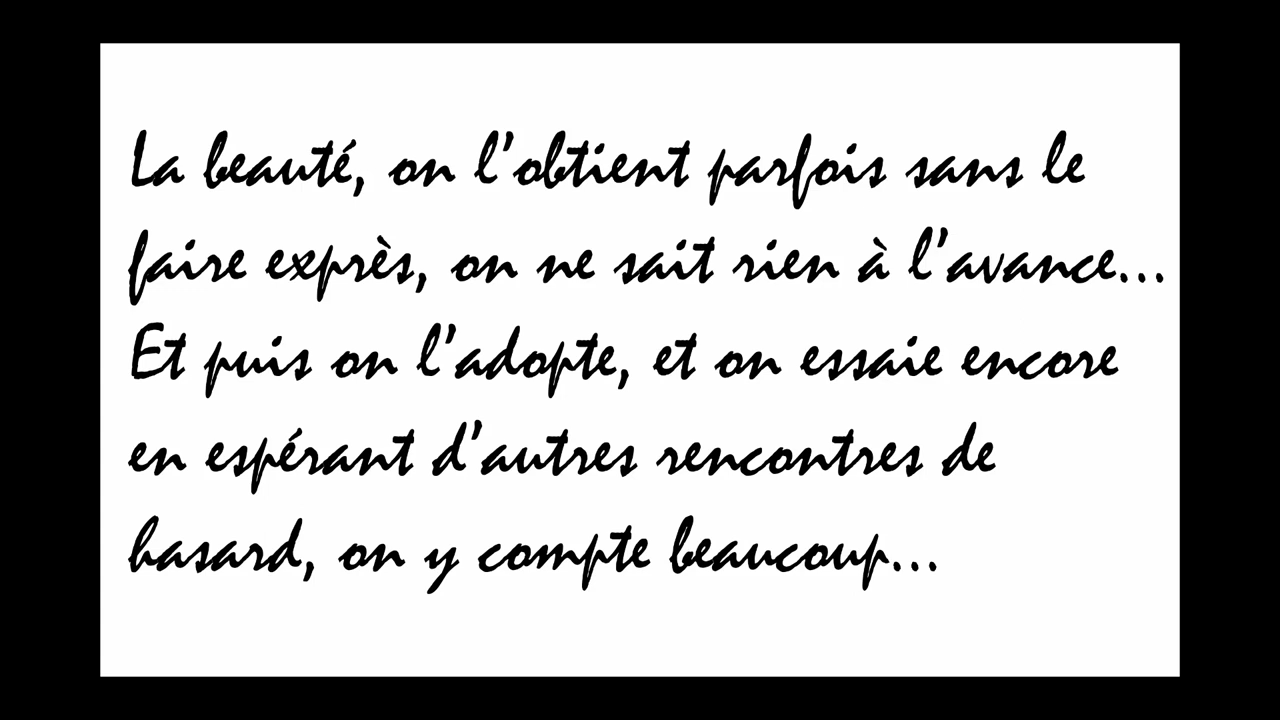 La beauté, on l’obtient parfois sans le
faire exprès, on ne sait rien à l’avance...
Et puis on l’adopte, et on essaie encore
en espérant d’autres rencontres de
hasard, on y compte beaucoup...